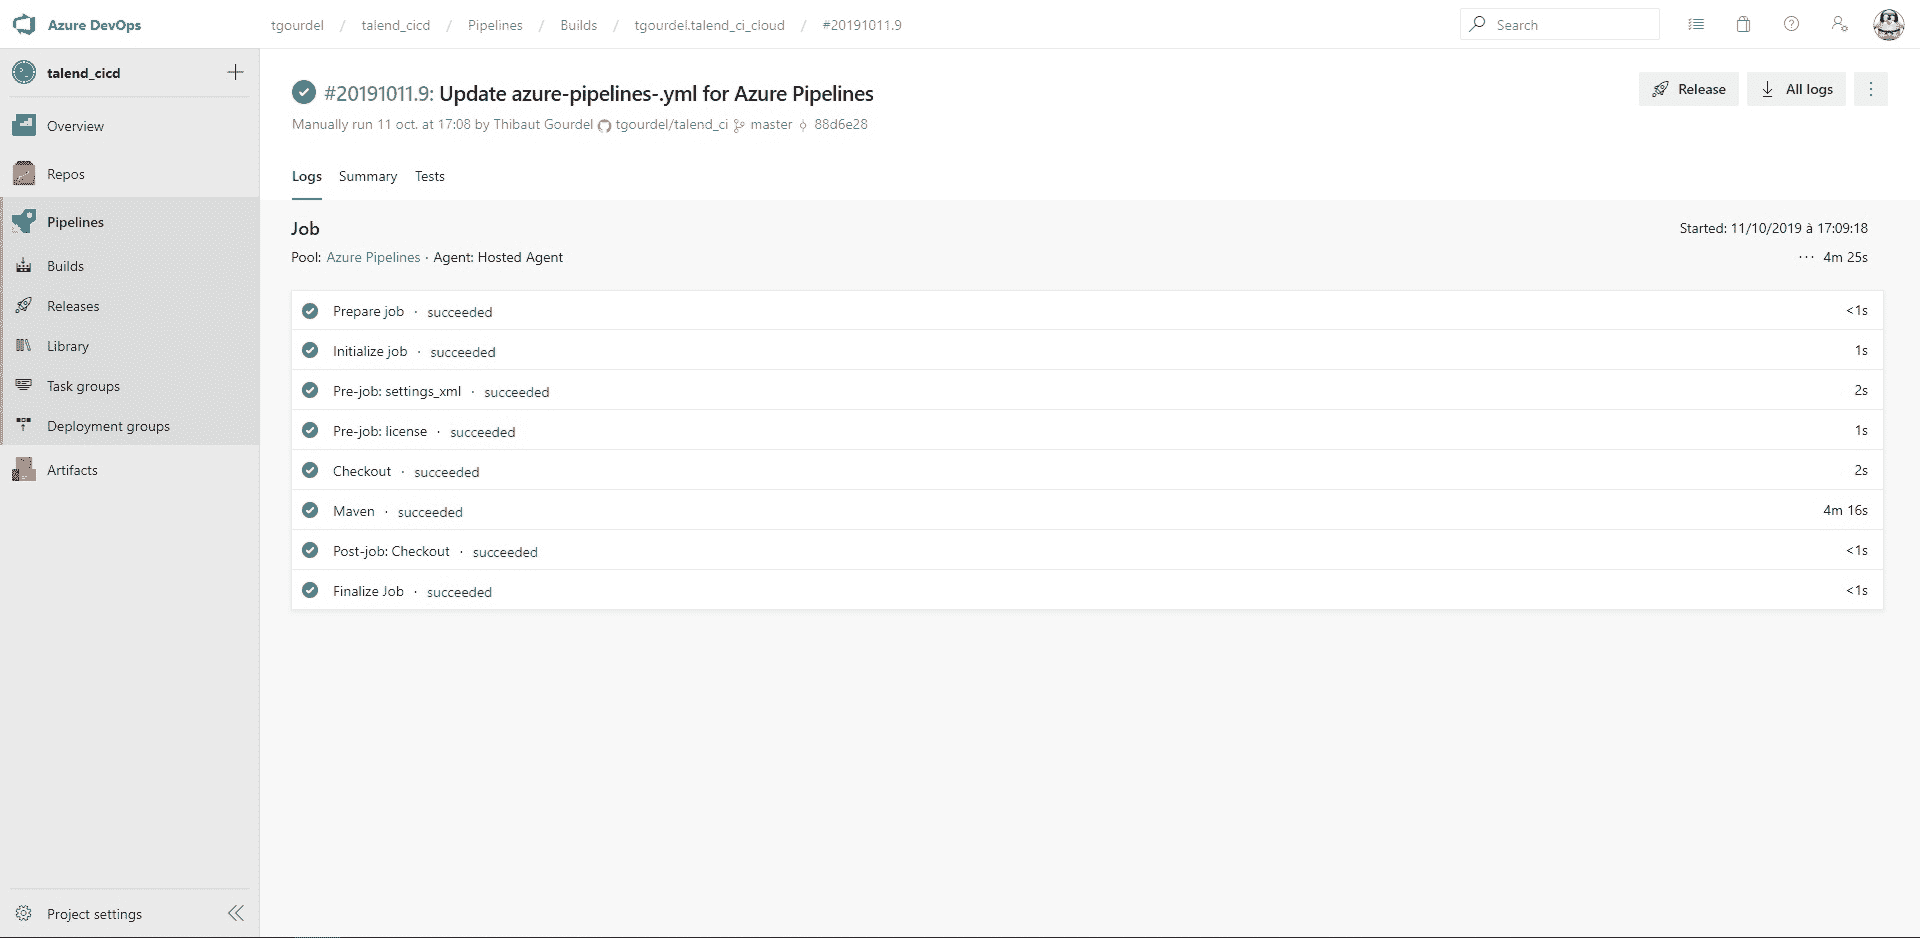 Azure DevOps
tgourdel / talend_cicd / Pipelines / Builds / tgourdel.talend_ci_cloud / #20191011.9
Search
talend_cicd
Overview
Repos
Pipelines
Builds
Releases
Library
Task groups
Deployment groups
Artifacts
Project settings
#20191011.9: Update azure-pipelines-.yml for Azure Pipelines
Manually run 11 oct. at 17:08 by Thibaut Gourdel tgourdel/talend_ci master 88d6e28
Release
All logs
Logs Summary Tests
Job
Started: 11/10/2019 à 17:09:18
Pool: Azure Pipelines · Agent: Hosted Agent
··· 4m 25s
Prepare job · succeeded <1s
Initialize job · succeeded 1s
Pre-job: settings_xml · succeeded 2s
Pre-job: license · succeeded 1s
Checkout · succeeded 2s
Maven · succeeded 4m 16s
Post-job: Checkout · succeeded <1s
Finalize Job · succeeded <1s